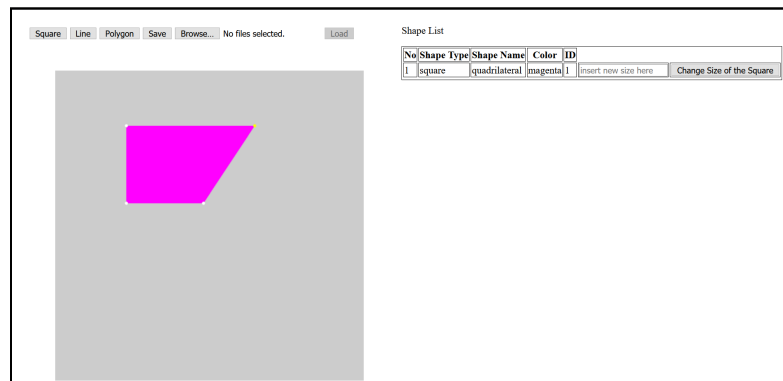 Square Line Polygon Save Browse... No files selected. Load
Shape List
No Shape Type Shape Name Color ID
1 square quadrilateral magenta 1 insert new size here Change Size of the Square